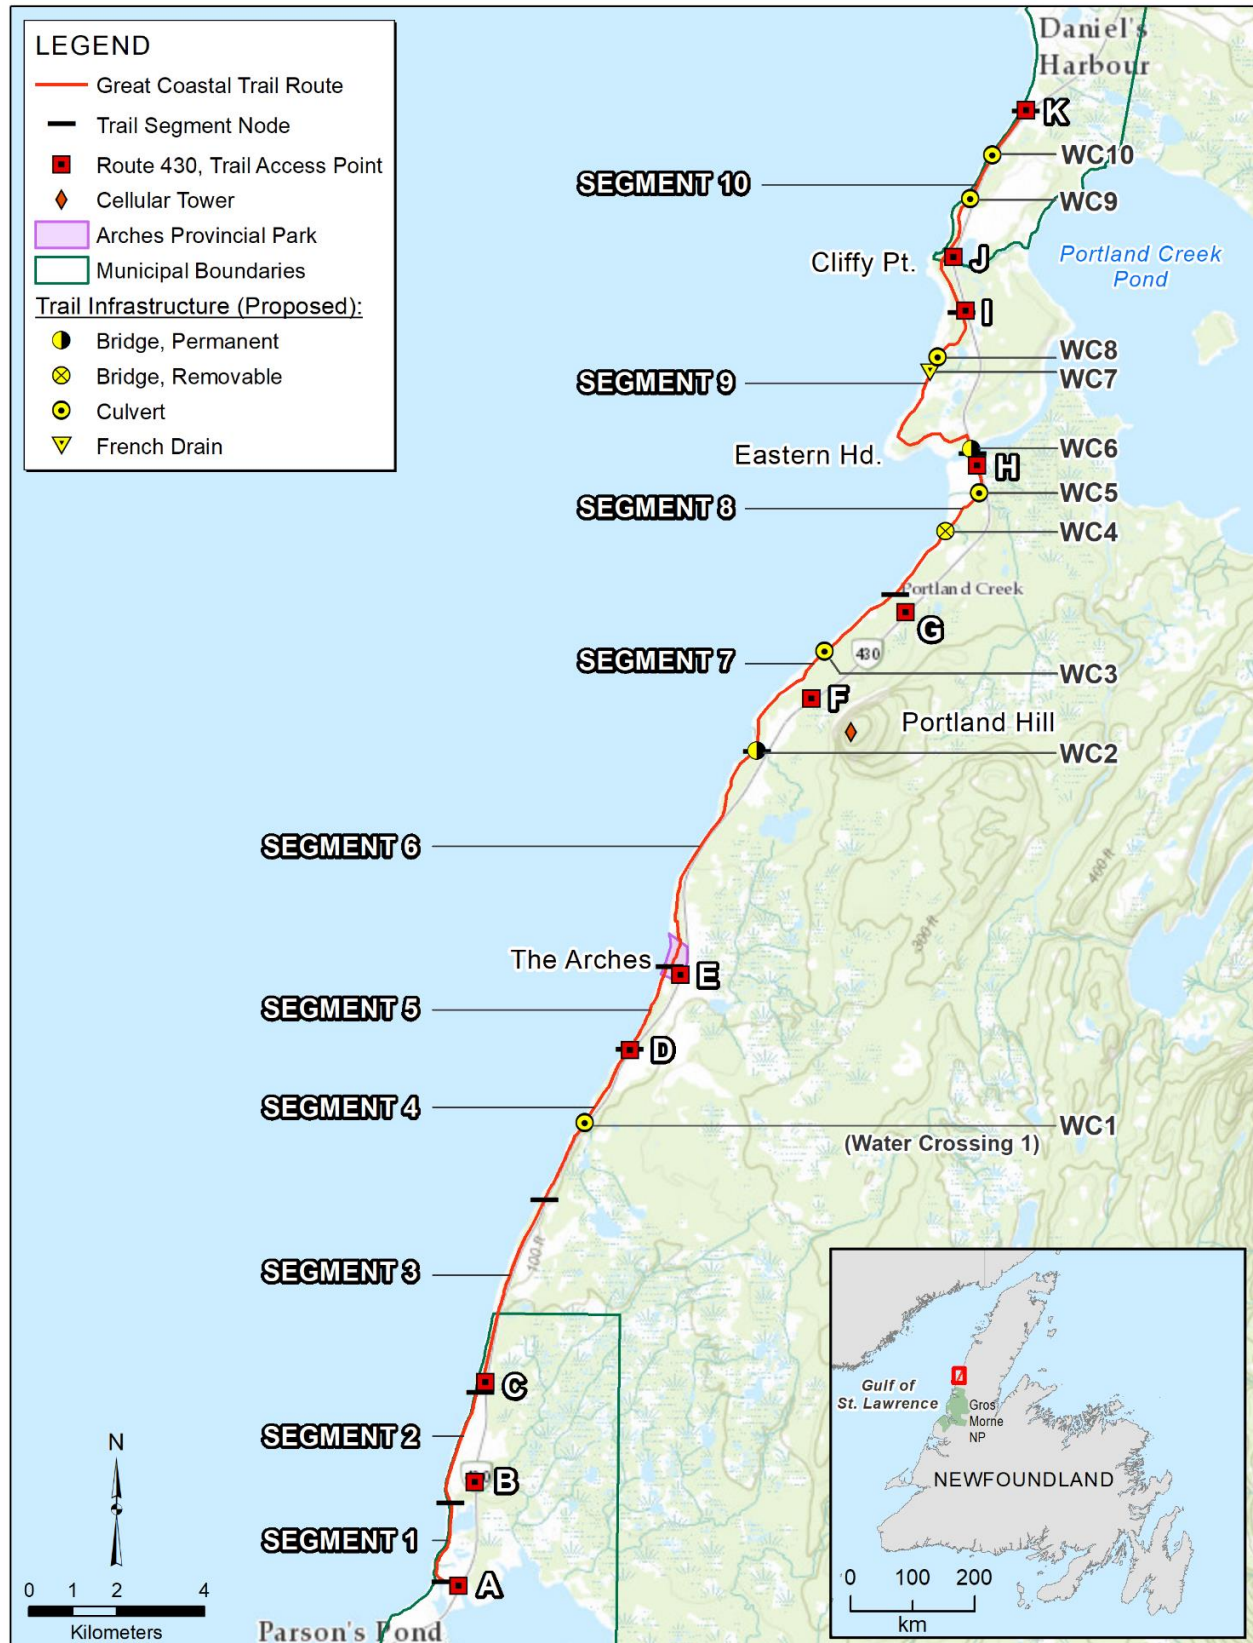 LEGEND
Great Coastal Trail Route
Trail Segment Node
Route 430, Trail Access Point
Cellular Tower
Arches Provincial Park
Municipal Boundaries
Trail Infrastructure (Proposed):
Bridge, Permanent
Bridge, Removable
Culvert
French Drain
Daniel's
Harbour
K
WC10
SEGMENT 10
WC9
Cliffy Pt.
J
Portland Creek
Pond
I
WC8
WC7
SEGMENT 9
Eastern Hd.
WC6
H
WC5
SEGMENT 8
WC4
Portland Creek
G
430
SEGMENT 7
WC3
F
Portland Hill
WC2
SEGMENT 6
400 ft
300 ft
The Arches
E
SEGMENT 5
D
SEGMENT 4
WC1
(Water Crossing 1)
SEGMENT 3
400 ft
C
SEGMENT 2
B
SEGMENT 1
A
Parson's Pond
N
0 1 2 4
Kilometers
Gulf of
St. Lawrence
Gros
Morne
NP
NEWFOUNDLAND
0 100 200
km